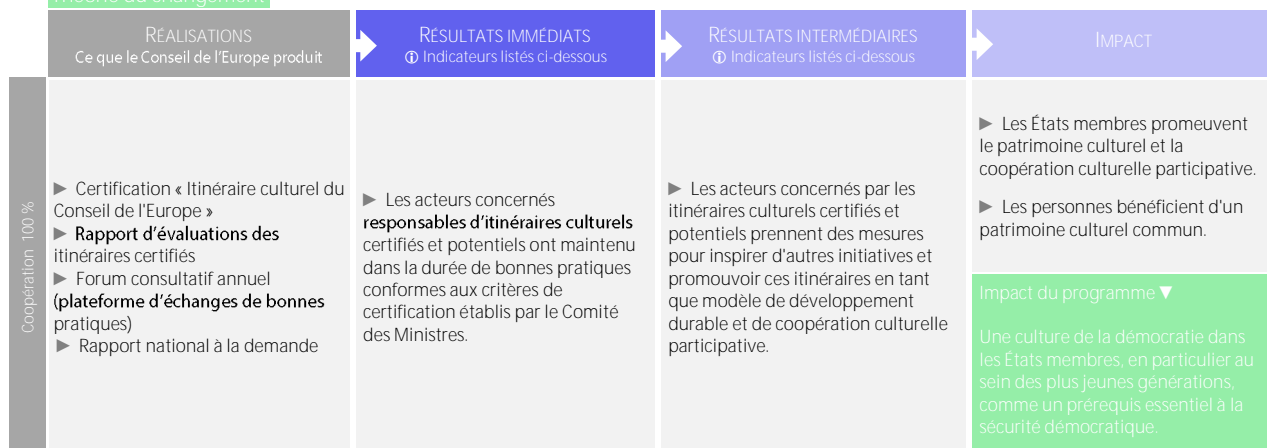 Théorie du changement
RÉALISATIONS
Ce que le Conseil de l'Europe produit
RÉSULTATS IMMÉDIATS
ⓘ Indicateurs listés ci-dessous
RÉSULTATS INTERMÉDIAIRES
ⓘ Indicateurs listés ci-dessous
IMPACT
Coopération 100 %
► Certification « Itinéraire culturel du
Conseil de l'Europe »
► Rapport d'évaluations des
itinéraires certifiés
► Forum consultatif annuel
(plateforme d'échanges de bonnes
pratiques)
► Rapport national à la demande
► Les acteurs concernés
responsables d'itinéraires culturels
certifiés et potentiels ont maintenu
dans la durée de bonnes pratiques
conformes aux critères de
certification établis par le Comité
des Ministres.
► Les acteurs concernés par les
itinéraires culturels certifiés et
potentiels prennent des mesures
pour inspirer d'autres initiatives et
promouvoir ces itinéraires en tant
que modèle de développement
durable et de coopération culturelle
participative.
► Les États membres promeuvent
le patrimoine culturel et la
coopération culturelle participative.
► Les personnes bénéficient d'un
patrimoine culturel commun.
Impact du programme ▼
Une culture de la démocratie dans
les États membres, en particulier au
sein des plus jeunes générations,
comme un prérequis essentiel à la
sécurité démocratique.